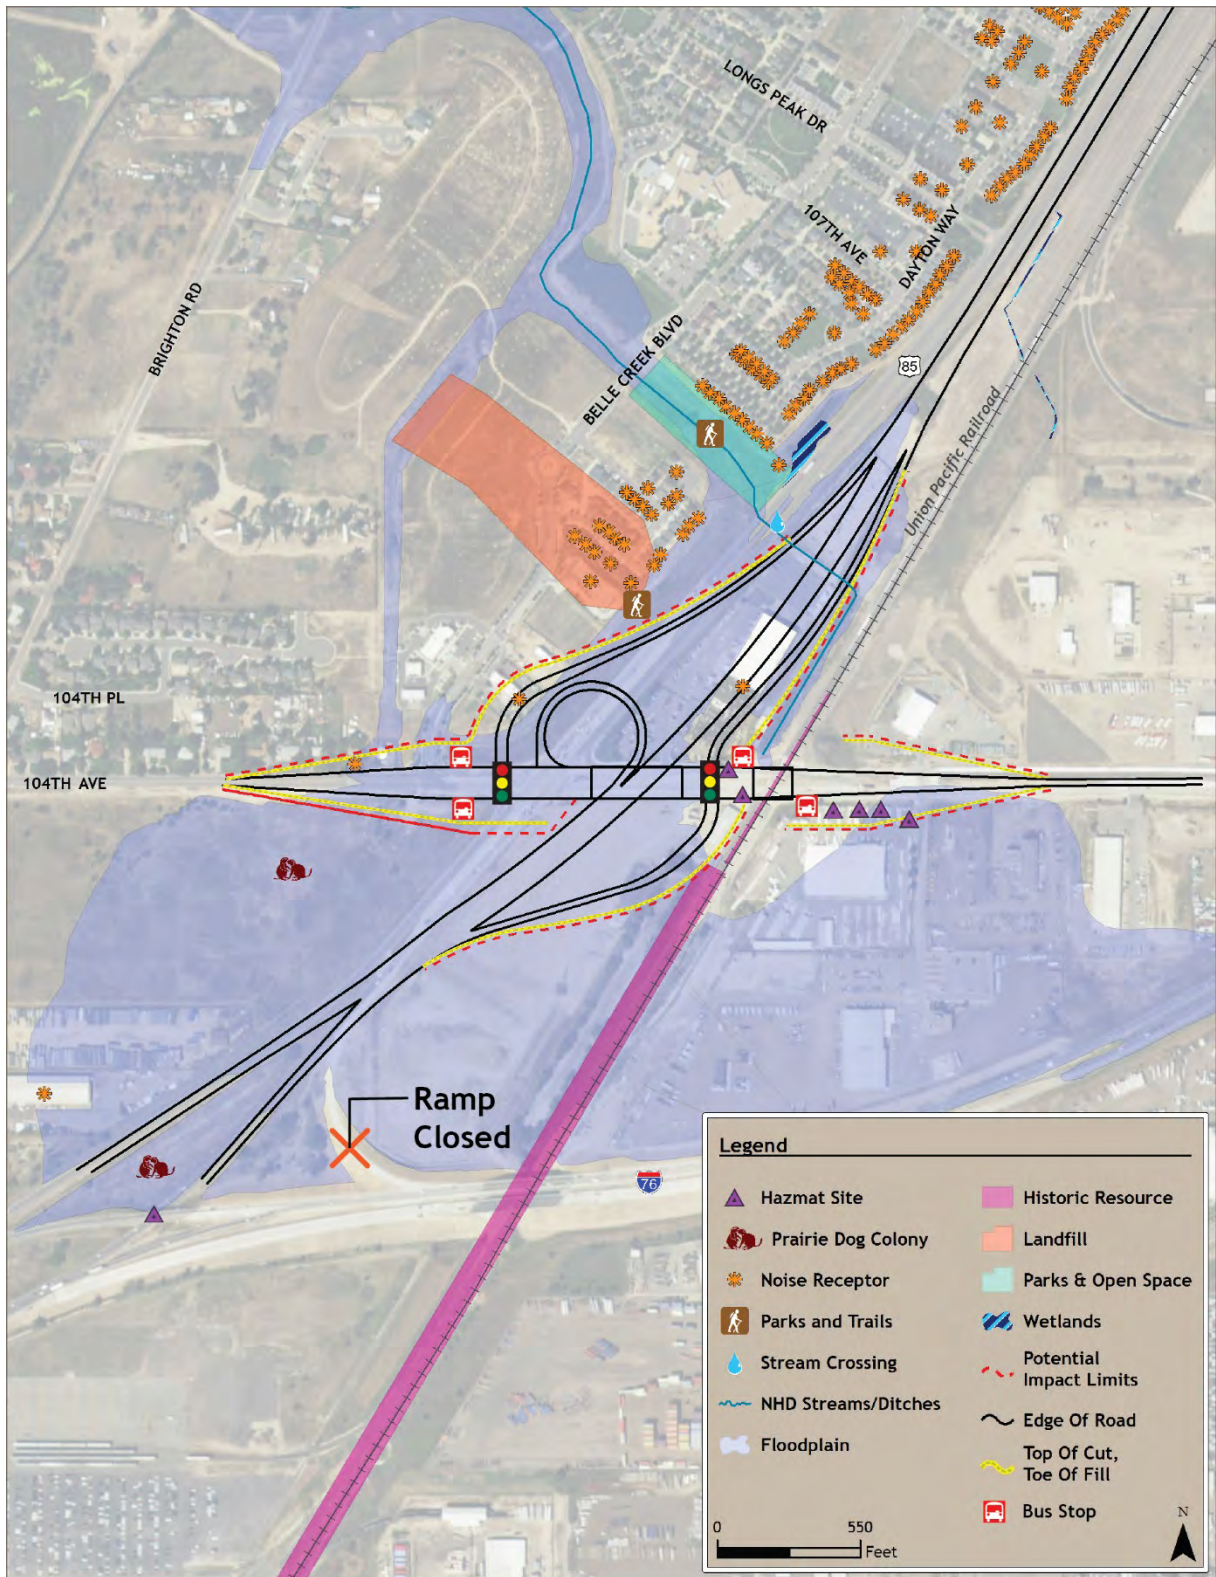 LONGS PEAK DR
107TH AVE
DAYTON WAY
BRIGHTON RD
BELLE CREEK BLVD
85
Union Pacific Railroad
104TH PL
104TH AVE
Ramp
Closed
76
Legend
Hazmat Site
Prairie Dog Colony
Noise Receptor
Parks and Trails
Stream Crossing
NHD Streams/Ditches
Floodplain
Historic Resource
Landfill
Parks & Open Space
Wetlands
Potential
Impact Limits
Edge Of Road
Top Of Cut,
Toe Of Fill
Bus Stop
0 550
Feet
N